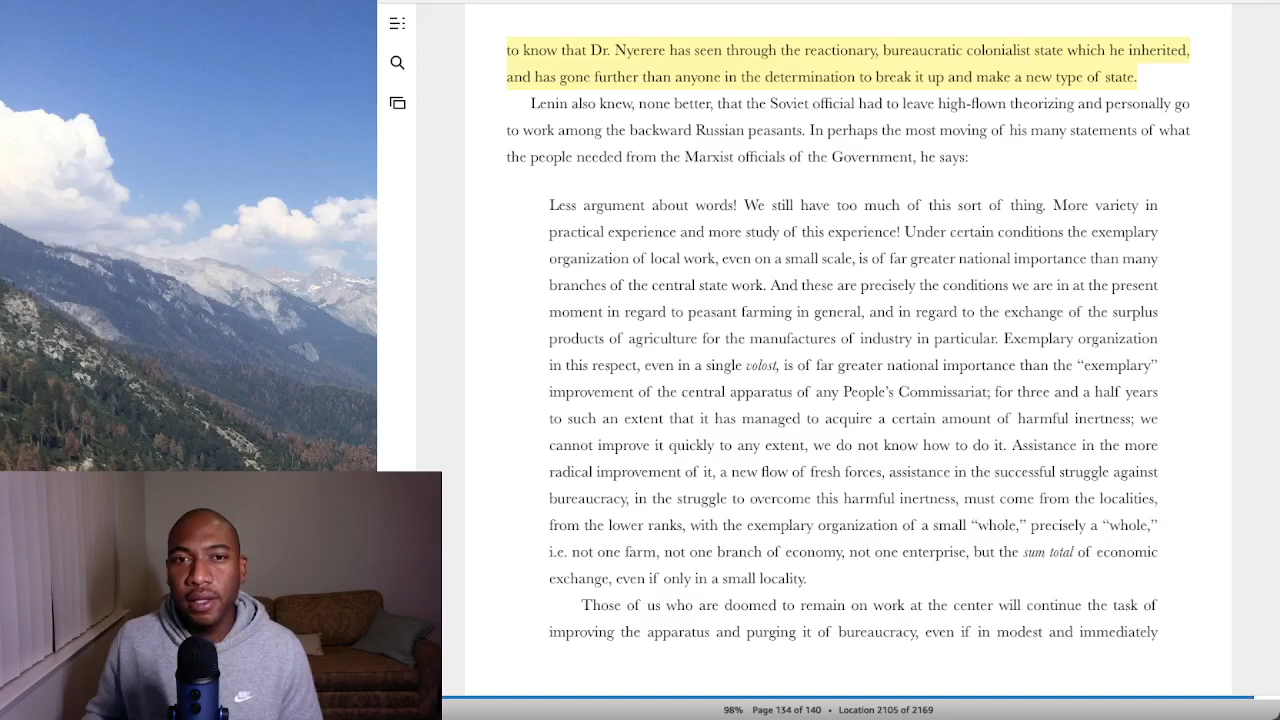 to know that Dr. Nyerere has seen through the reactionary, bureaucratic colonialist state which he inherited,
and has gone further than anyone in the determination to break it up and make a new type of state.
Lenin also knew, none better, that the Soviet official had to leave high-flown theorizing and personally go
to work among the backward Russian peasants. In perhaps the most moving of his many statements of what
the people needed from the Marxist officials of the Government, he says:
Less argument about words! We still have too much of this sort of thing. More variety in
practical experience and more study of this experience! Under certain conditions the exemplary
organization of local work, even on a small scale, is of far greater national importance than many
branches of the central state work. And these are precisely the conditions we are in at the present
moment in regard to peasant farming in general, and in regard to the exchange of the surplus
products of agriculture for the manufactures of industry in particular. Exemplary organization
in this respect, even in a single volost, is of far greater national importance than the “exemplary”
improvement of the central apparatus of any People’s Commissariat; for three and a half years
to such an extent that it has managed to acquire a certain amount of harmful inertness; we
cannot improve it quickly to any extent, we do not know how to do it. Assistance in the more
radical improvement of it, a new flow of fresh forces, assistance in the successful struggle against
bureaucracy, in the struggle to overcome this harmful inertness, must come from the localities,
from the lower ranks, with the exemplary organization of a small “whole,” precisely a “whole,”
i.e. not one farm, not one branch of economy, not one enterprise, but the sum total of economic
exchange, even if only in a small locality.
Those of us who are doomed to remain on work at the center will continue the task of
improving the apparatus and purging it of bureaucracy, even if in modest and immediately
98% Page 134 of 140 • Location 2105 of 2169